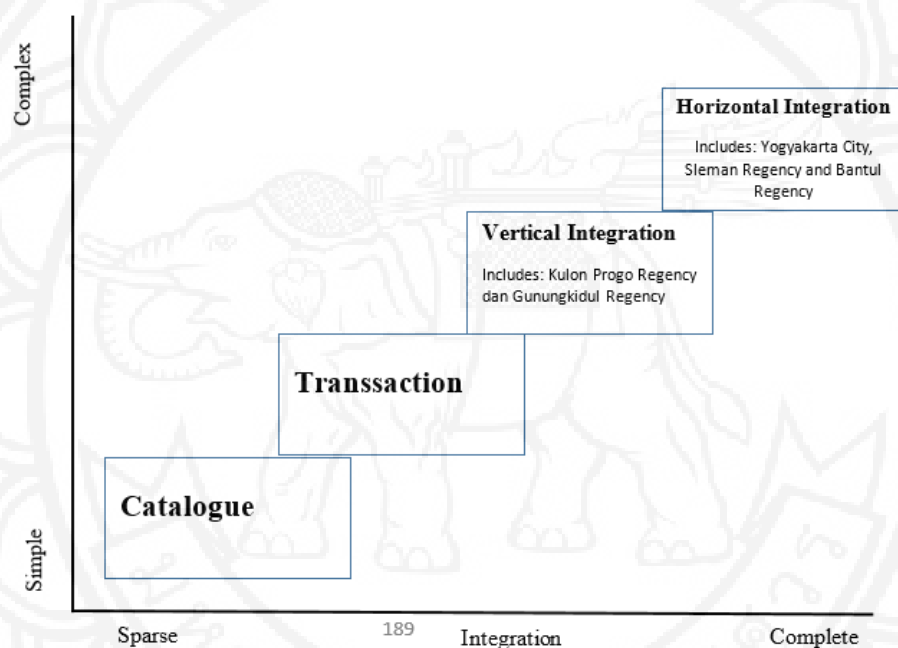 Complex
Horizontal Integration
Includes: Yogyakarta City,
Sleman Regency and Bantul
Regency
Vertical Integration
Includes: Kulon Progo Regency
dan Gunungkidul Regency
Transsaction
Catalogue
Simple
Sparse
189
Integration
Complete